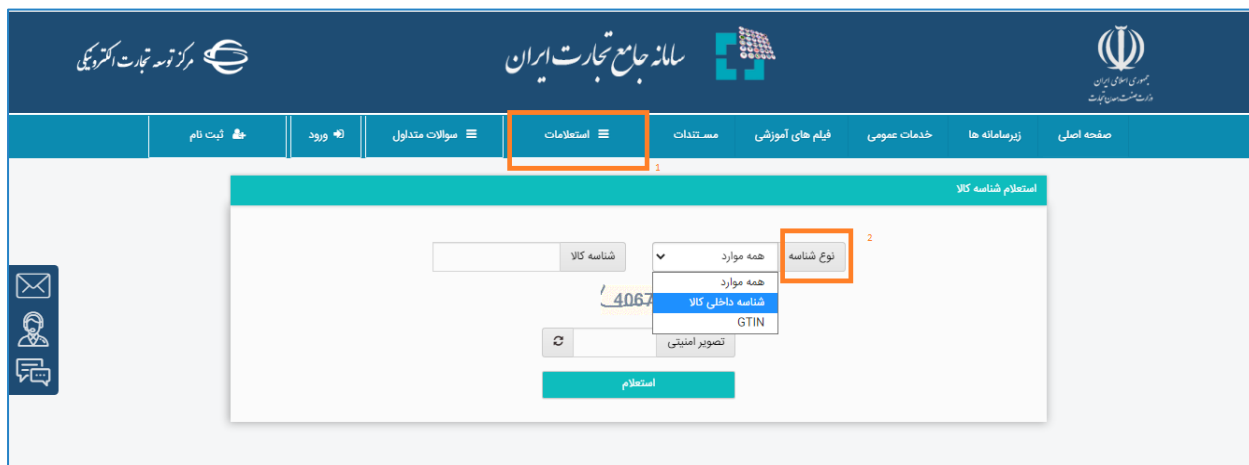 جمهوری اسلامی ایران
وزارت صنعت، معدن و تجارت
سامانه جامع تجارت ایران
مرکز توسعه تجارت الکترونیکی
صفحه اصلی
زیرسامانه ها
خدمات عمومی
فیلم های آموزشی
مستندات
استعلامات
سوالات متداول
ورود
ثبت نام
1
استعلام شناسه کالا
2
نوع شناسه
همه موارد
شناسه کالا
همه موارد
شناسه داخلی کالا
GTIN
4067
تصویر امنیتی
استعلام